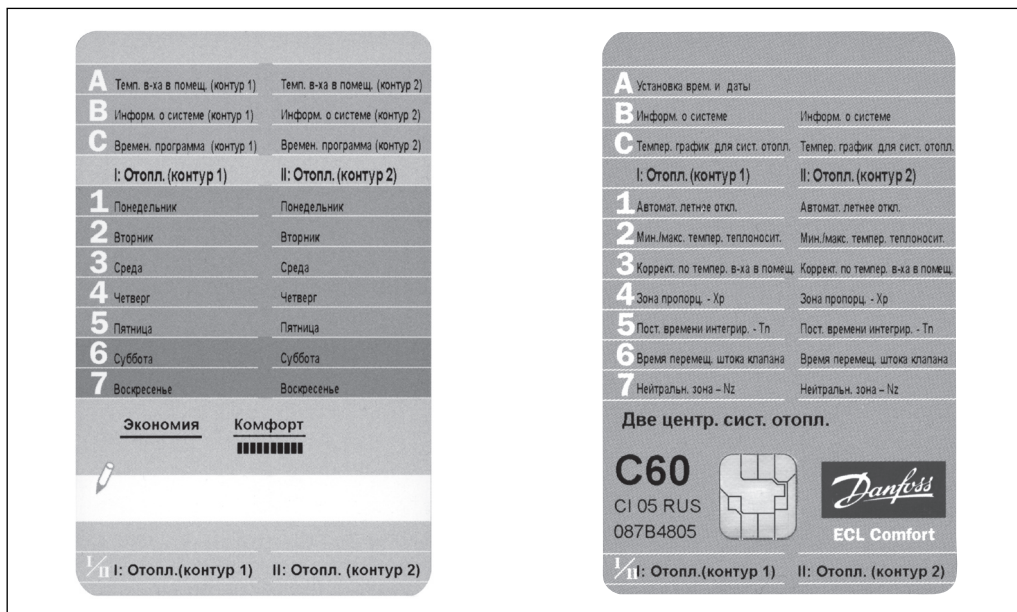 A Темп. в-ха в помещ. (контур 1) Темп. в-ха в помещ. (контур 2)
B Информ. о системе (контур 1) Информ. о системе (контур 2)
C Времен. программа (контур 1) Времен. программа (контур 2)
I: Отопл. (контур 1) II: Отопл. (контур 2)
1 Понедельник Понедельник
2 Вторник Вторник
3 Среда Среда
4 Четверг Четверг
5 Пятница Пятница
6 Суббота Суббота
7 Воскресенье Воскресенье
Экономия Комфорт
I/II I: Отопл.(контур 1) II: Отопл. (контур 2)
A Установка врем. и даты
B Информ. о системе Информ. о системе
C Темпер. график для сист. отопл. Темпер. график для сист. отопл.
I: Отопл. (контур 1) II: Отопл. (контур 2)
1 Автомат. летнее откл. Автомат. летнее откл.
2 Мин./макс. темпер. теплоносит. Мин./макс. темпер. теплоносит.
3 Коррект. по темпер. в-ха в помещ. Коррект. по темпер. в-ха в помещ.
4 Зона пропорц. - Xp Зона пропорц. - Xp
5 Пост. времени интегрир. - Tn Пост. времени интегрир. - Tn
6 Время перемещ. штока клапана Время перемещ. штока клапана
7 Нейтральн. зона – Nz Нейтральн. зона – Nz
Две центр. сист. отопл.
C60
CI 05 RUS
087B4805
Danfoss
ECL Comfort
I/II I: Отопл.(контур 1) II: Отопл. (контур 2)